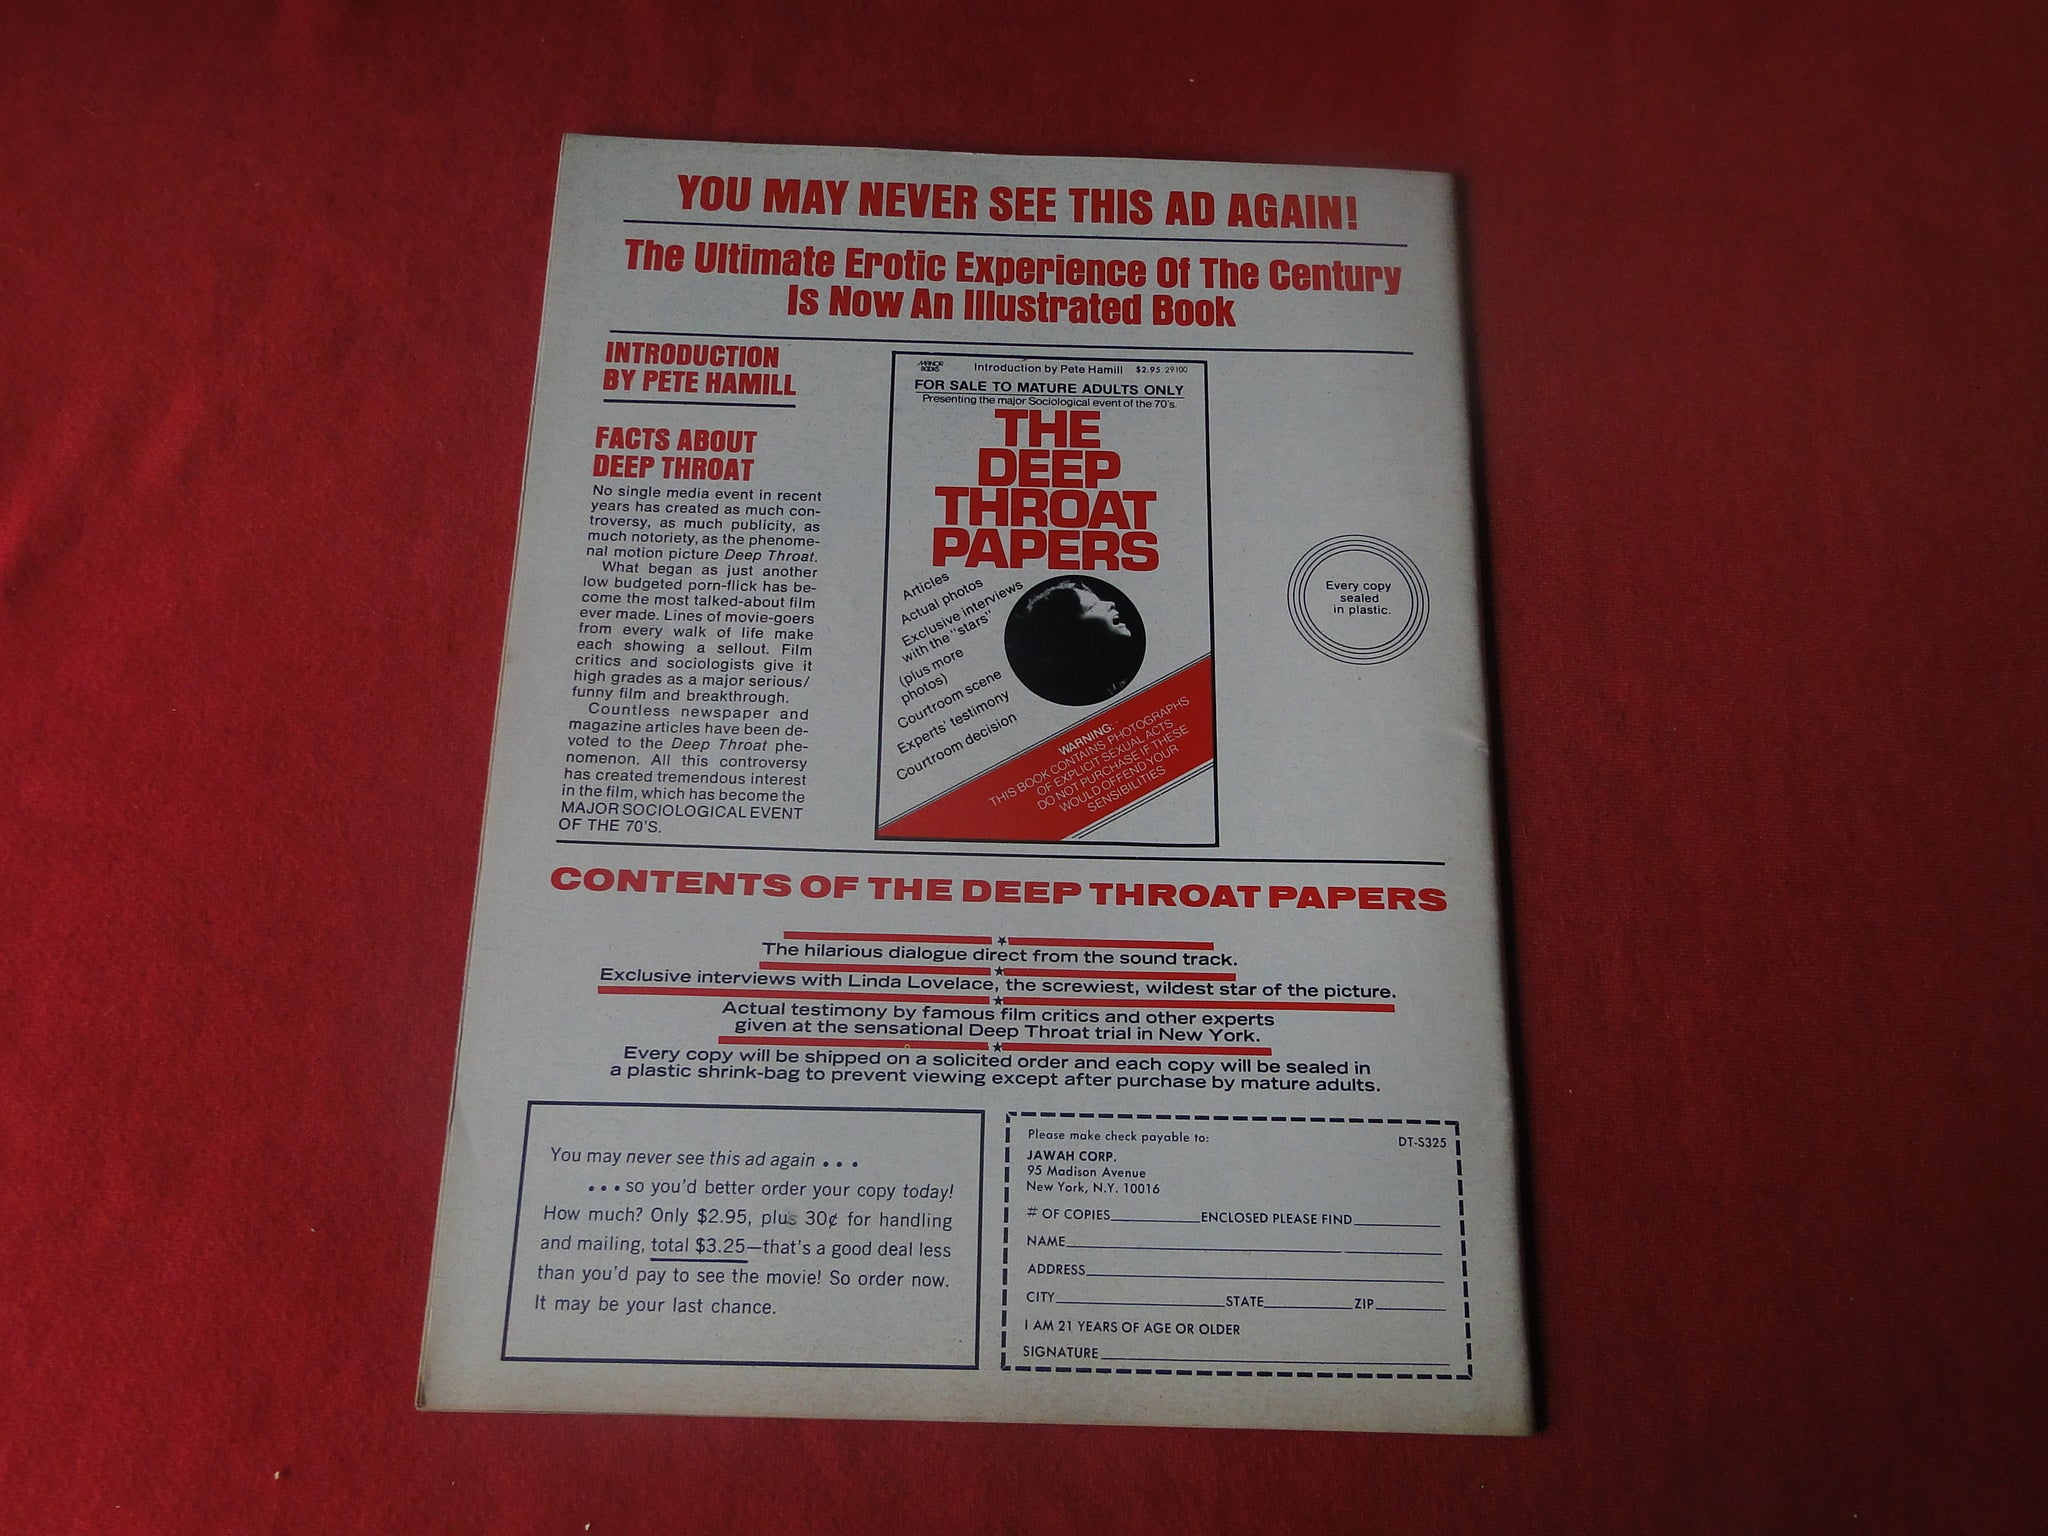 YOU MAY NEVER SEE THIS AD AGAIN!
The Ultimate Erotic Experience Of The Century
Is Now An Illustrated Book
INTRODUCTION
BY PETE HAMILL
FACTS ABOUT
DEEP THROAT
No single media event in recent
years has created as much con-
troversy, as much publicity, as
much notoriety, as the phenome-
nal motion picture Deep Throat.
What began as just another
low budgeted porn-flick has be-
come the most talked-about film
ever made. Lines of movie-goers
from every walk of life make
each showing a sellout. Film
critics and sociologists give it
high grades as a major serious/
funny film and breakthrough.
Countless newspaper and
magazine articles have been de-
voted to the Deep Throat phe-
nomenon. All this controversy
has created tremendous interest
in the film, which has become the
MAJOR SOCIOLOGICAL EVENT
OF THE 70'S.
MANOR
BOOKS
Introduction by Pete Hamill $2.95 29100
FOR SALE TO MATURE ADULTS ONLY
Presenting the major Sociological event of the 70's.
THE
DEEP
THROAT
PAPERS
Articles
Actual photos
Exclusive interviews
with the "stars"
(plus more
photos)
Courtroom scene
Experts' testimony
Courtroom decision
WARNING:
THIS BOOK CONTAINS PHOTOGRAPHS
OF EXPLICIT SEXUAL ACTS
DO NOT PURCHASE IF THESE
WOULD OFFEND YOUR
SENSIBILITIES
Every copy
sealed
in plastic.
CONTENTS OF THE DEEP THROAT PAPERS
The hilarious dialogue direct from the sound track.
Exclusive interviews with Linda Lovelace, the screwiest, wildest star of the picture.
Actual testimony by famous film critics and other experts
given at the sensational Deep Throat trial in New York.
Every copy will be shipped on a solicited order and each copy will be sealed in
a plastic shrink-bag to prevent viewing except after purchase by mature adults.
You may never see this ad again . . .
. . . so you'd better order your copy today!
How much? Only $2.95, plus 30¢ for handling
and mailing, total $3.25—that's a good deal less
than you'd pay to see the movie! So order now.
It may be your last chance.
Please make check payable to: DT-S325
JAWAH CORP.
95 Madison Avenue
New York, N.Y. 10016
# OF COPIES ENCLOSED PLEASE FIND
NAME
ADDRESS
CITY STATE ZIP
I AM 21 YEARS OF AGE OR OLDER
SIGNATURE